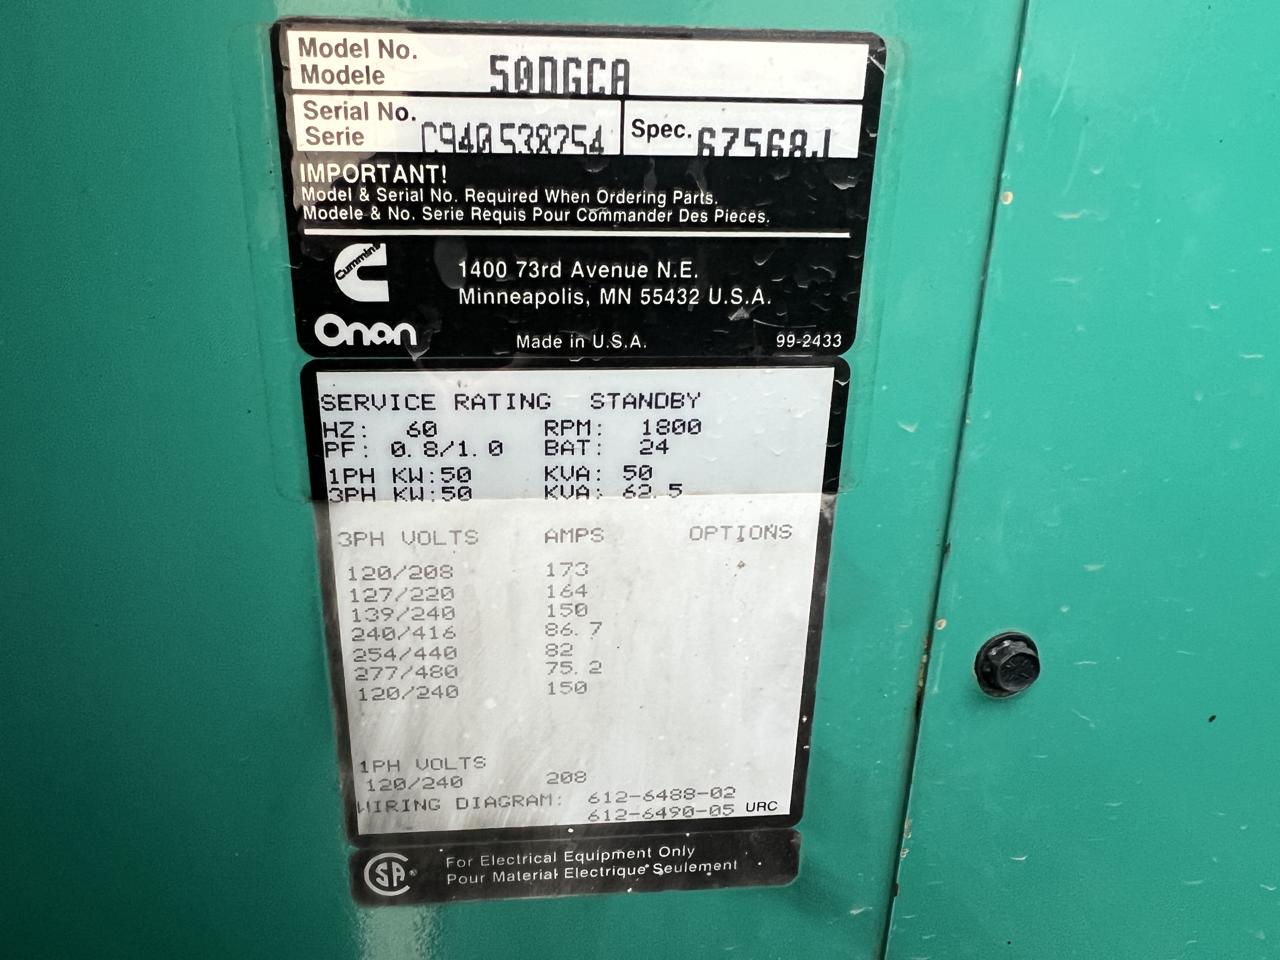 Model No.
Modele
50DGCA
Serial No.
Serie
C940538254
Spec. 67568J
IMPORTANT!
Model & Serial No. Required When Ordering Parts.
Modele & No. Serie Requis Pour Commander Des Pieces.
Cummins
Onan
1400 73rd Avenue N.E.
Minneapolis, MN 55432 U.S.A.
Made in U.S.A.
99-2433
SERVICE RATING STANDBY
HZ: 60 RPM: 1800
PF: 0.8/1.0 BAT: 24
1PH KW:50 KVA: 50
3PH KW:50 KVA: 62.5
3PH VOLTS AMPS OPTIONS
120/208 173
127/220 164
139/240 150
240/416 86.7
254/440 82
277/480 75.2
120/240 150
1PH VOLTS
120/240 208
WIRING DIAGRAM: 612-6488-02
612-6490-05 URC
CSA®
For Electrical Equipment Only
Pour Material Electrique Seulement